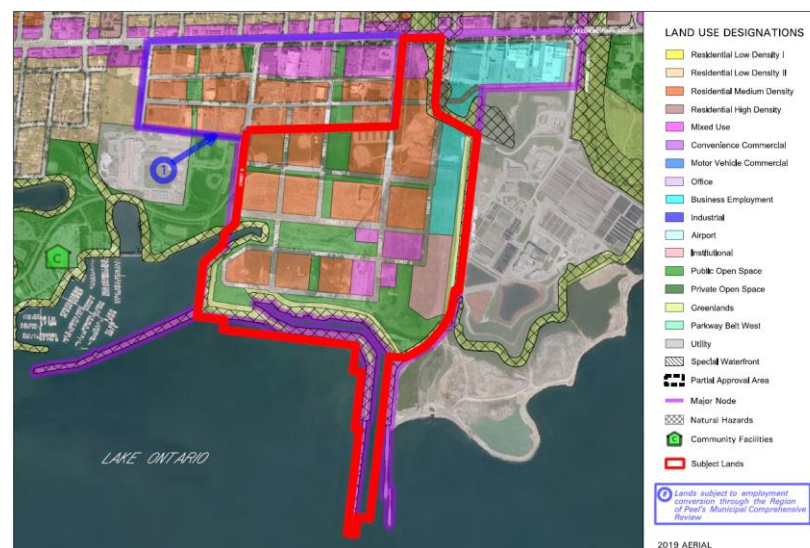 LAND USE DESIGNATIONS
Residential Low Density I
Residential Low Density II
Residential Medium Density
Residential High Density
Mixed Use
Convenience Commercial
Motor Vehicle Commercial
Office
Business Employment
Industrial
Airport
Institutional
Public Open Space
Private Open Space
Greenlands
Parkway Belt West
Utility
Special Waterfront
Partial Approval Area
Major Node
Natural Hazards
C
Community Facilities
Subject Lands
Lands subject to employment
conversion through the Region
of Peel's Municipal Comprehensive
Review
2019 AERIAL
1
C
LAKE ONTARIO